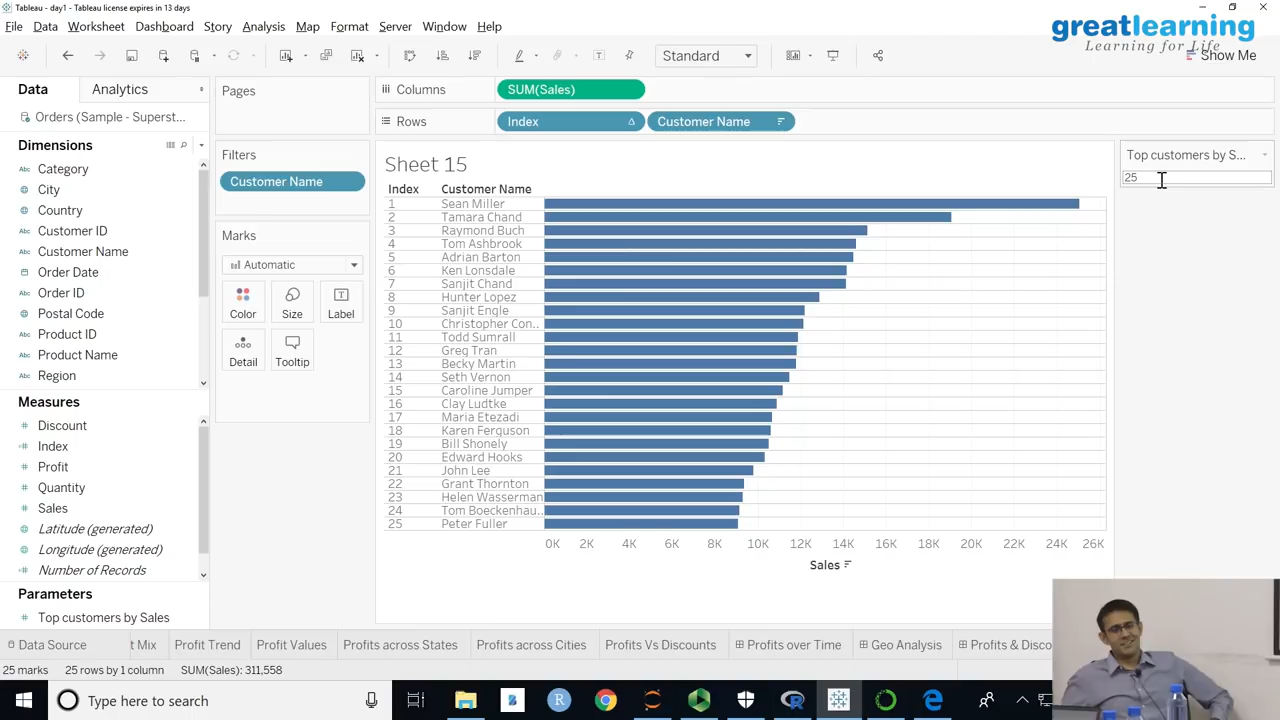 Tableau - day1 - Tableau license expires in 13 days
File Data Worksheet Dashboard Story Analysis Map Format Server Window Help
greatlearning
Learning for Life
Standard
Show Me
Data Analytics
Orders (Sample - Superst...
Dimensions
Abc Category
City
Country
Abc Customer ID
Abc Customer Name
Order Date
Abc Order ID
Postal Code
Abc Product ID
Abc Product Name
Abc Region
Measures
# Discount
# Index
# Profit
# Quantity
# Sales
Latitude (generated)
Longitude (generated)
# Number of Records
Parameters
# Top customers by Sales
Pages
Filters
Customer Name
Marks
Automatic
Color Size Label
Detail Tooltip
Columns SUM(Sales)
Rows Index Customer Name
Sheet 15
Index Customer Name
1 Sean Miller
2 Tamara Chand
3 Raymond Buch
4 Tom Ashbrook
5 Adrian Barton
6 Ken Lonsdale
7 Sanjit Chand
8 Hunter Lopez
9 Sanjit Engle
10 Christopher Con..
11 Todd Sumrall
12 Greg Tran
13 Becky Martin
14 Seth Vernon
15 Caroline Jumper
16 Clay Ludtke
17 Maria Etezadi
18 Karen Ferguson
19 Bill Shonely
20 Edward Hooks
21 John Lee
22 Grant Thornton
23 Helen Wasserman
24 Tom Boeckenhau..
25 Peter Fuller
0K 2K 4K 6K 8K 10K 12K 14K 16K 18K 20K 22K 24K 26K
Sales
Top customers by S...
25
Data Source t Mix Profit Trend Profit Values Profits across States Profits across Cities Profits Vs Discounts Profits over Time Geo Analysis Profits & Disco
25 marks 25 rows by 1 column SUM(Sales): 311,558
Type here to search